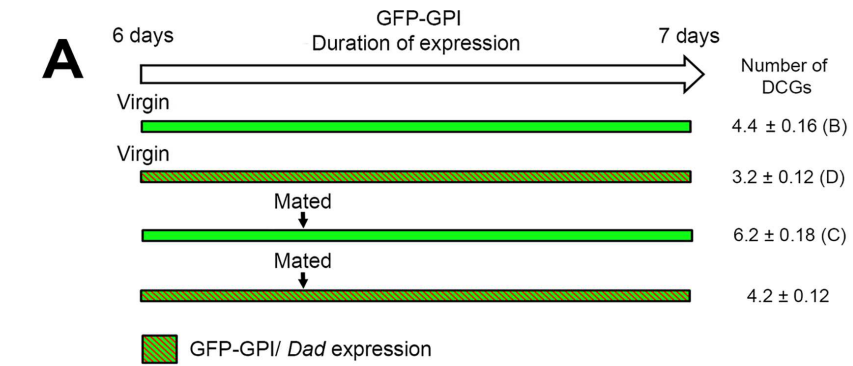 A
GFP-GPI
6 days
Duration of expression
7 days
Number of
DCGs
Virgin
4.4 ± 0.16 (B)
Virgin
3.2 ± 0.12 (D)
Mated
6.2 ± 0.18 (C)
Mated
4.2 ± 0.12
GFP-GPI/ Dad expression